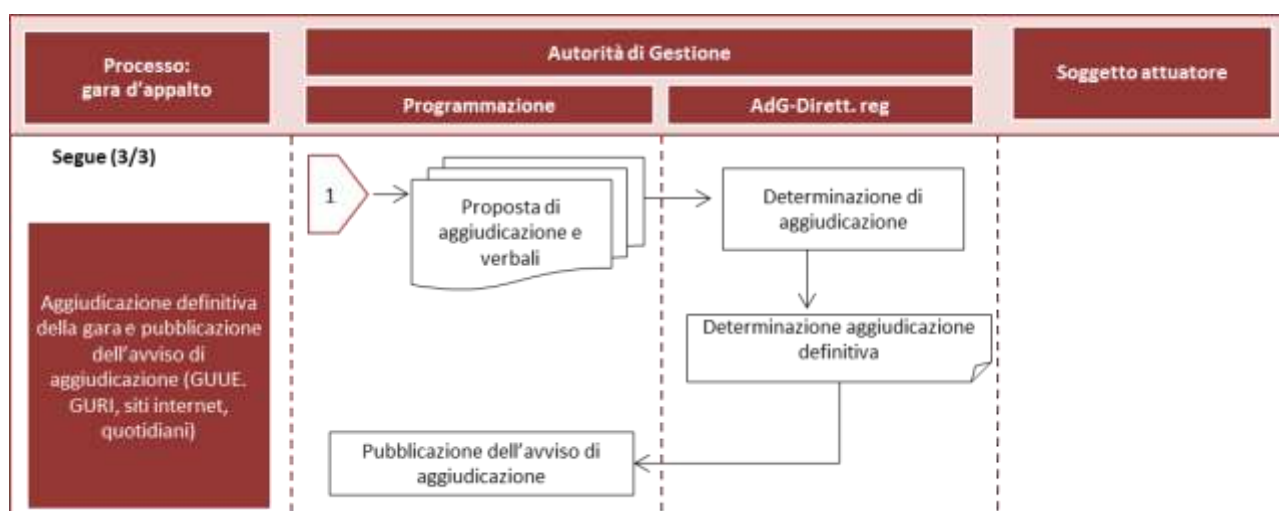 Processo:
gara d'appalto
Autorità di Gestione
Programmazione
AdG-Dirett. reg
Soggetto attuatore
Segue (3/3)
Aggiudicazione definitiva
della gara e pubblicazione
dell'avviso di
aggiudicazione (GUUE.
GURI, siti internet,
quotidiani)
1
Proposta di
aggiudicazione e
verbali
Determinazione di
aggiudicazione
Determinazione aggiudicazione
definitiva
Pubblicazione dell'avviso di
aggiudicazione